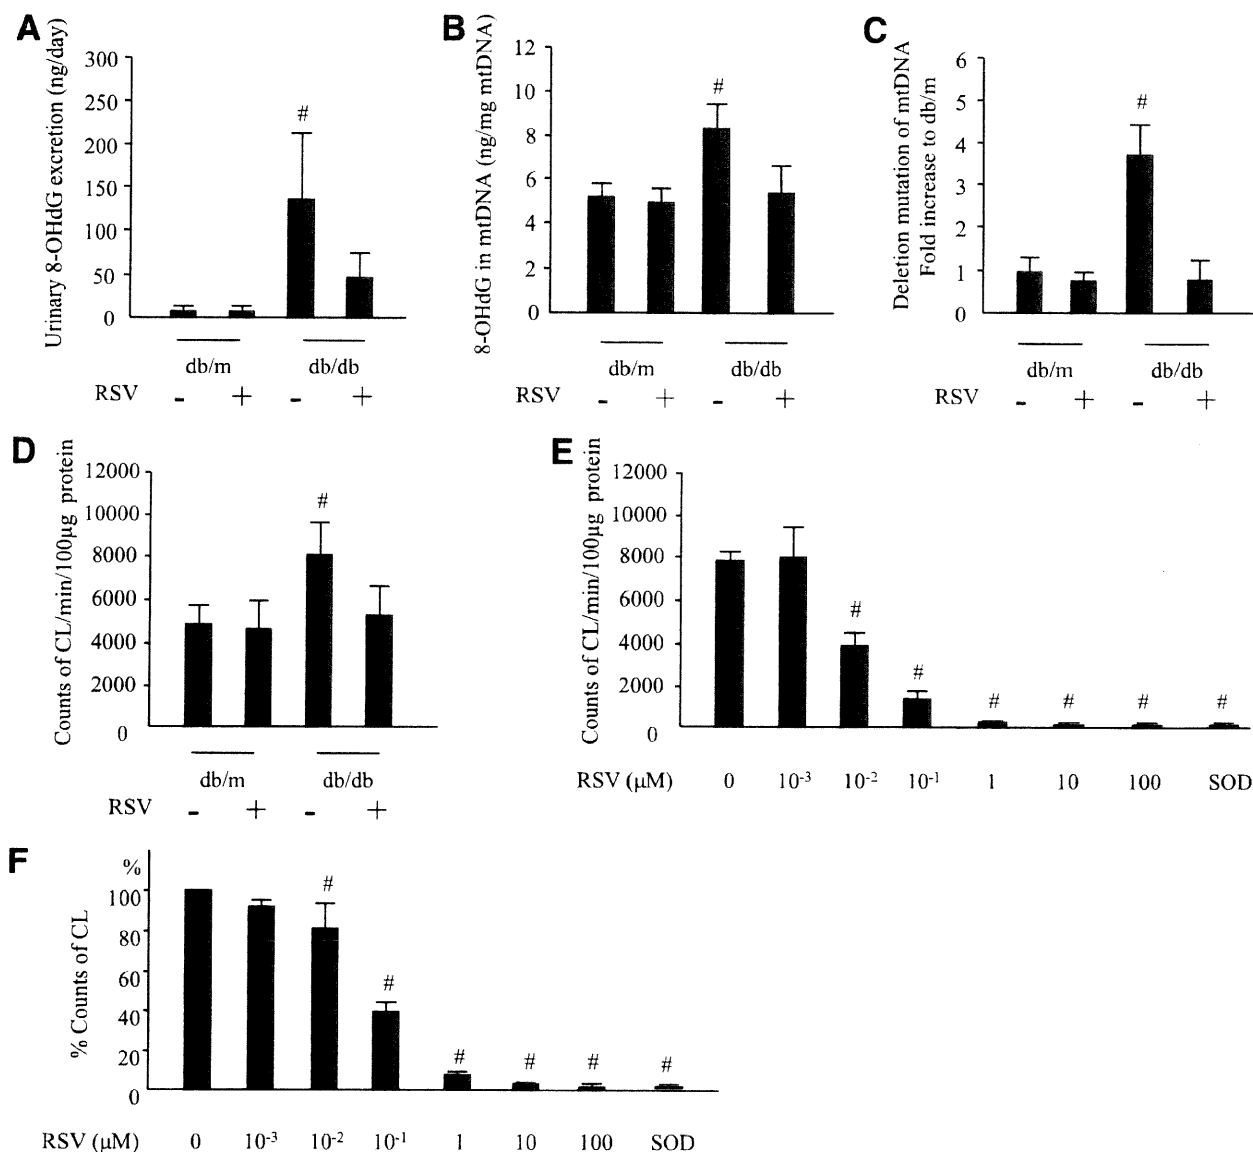 A
Urinary 8-OHdG excretion (ng/day)
300
250
200
150
100
50
0
#
db/m
db/db
RSV - + - +
B
8-OHdG in mtDNA (ng/mg mtDNA)
12
10
8
6
4
2
0
#
db/m
db/db
RSV - + - +
C
Deletion mutation of mtDNA
Fold increase to db/m
6
5
4
3
2
1
0
#
db/m
db/db
RSV - + - +
D
Counts of CL/min/100µg protein
12000
10000
8000
6000
4000
2000
0
#
db/m
db/db
RSV - + - +
E
Counts of CL/min/100µg protein
12000
10000
8000
6000
4000
2000
0
# # # # # #
RSV (µM) 0 10⁻³ 10⁻² 10⁻¹ 1 10 100 SOD
F
% Counts of CL
%
100
80
60
40
20
0
# # # # # #
RSV (µM) 0 10⁻³ 10⁻² 10⁻¹ 1 10 100 SOD